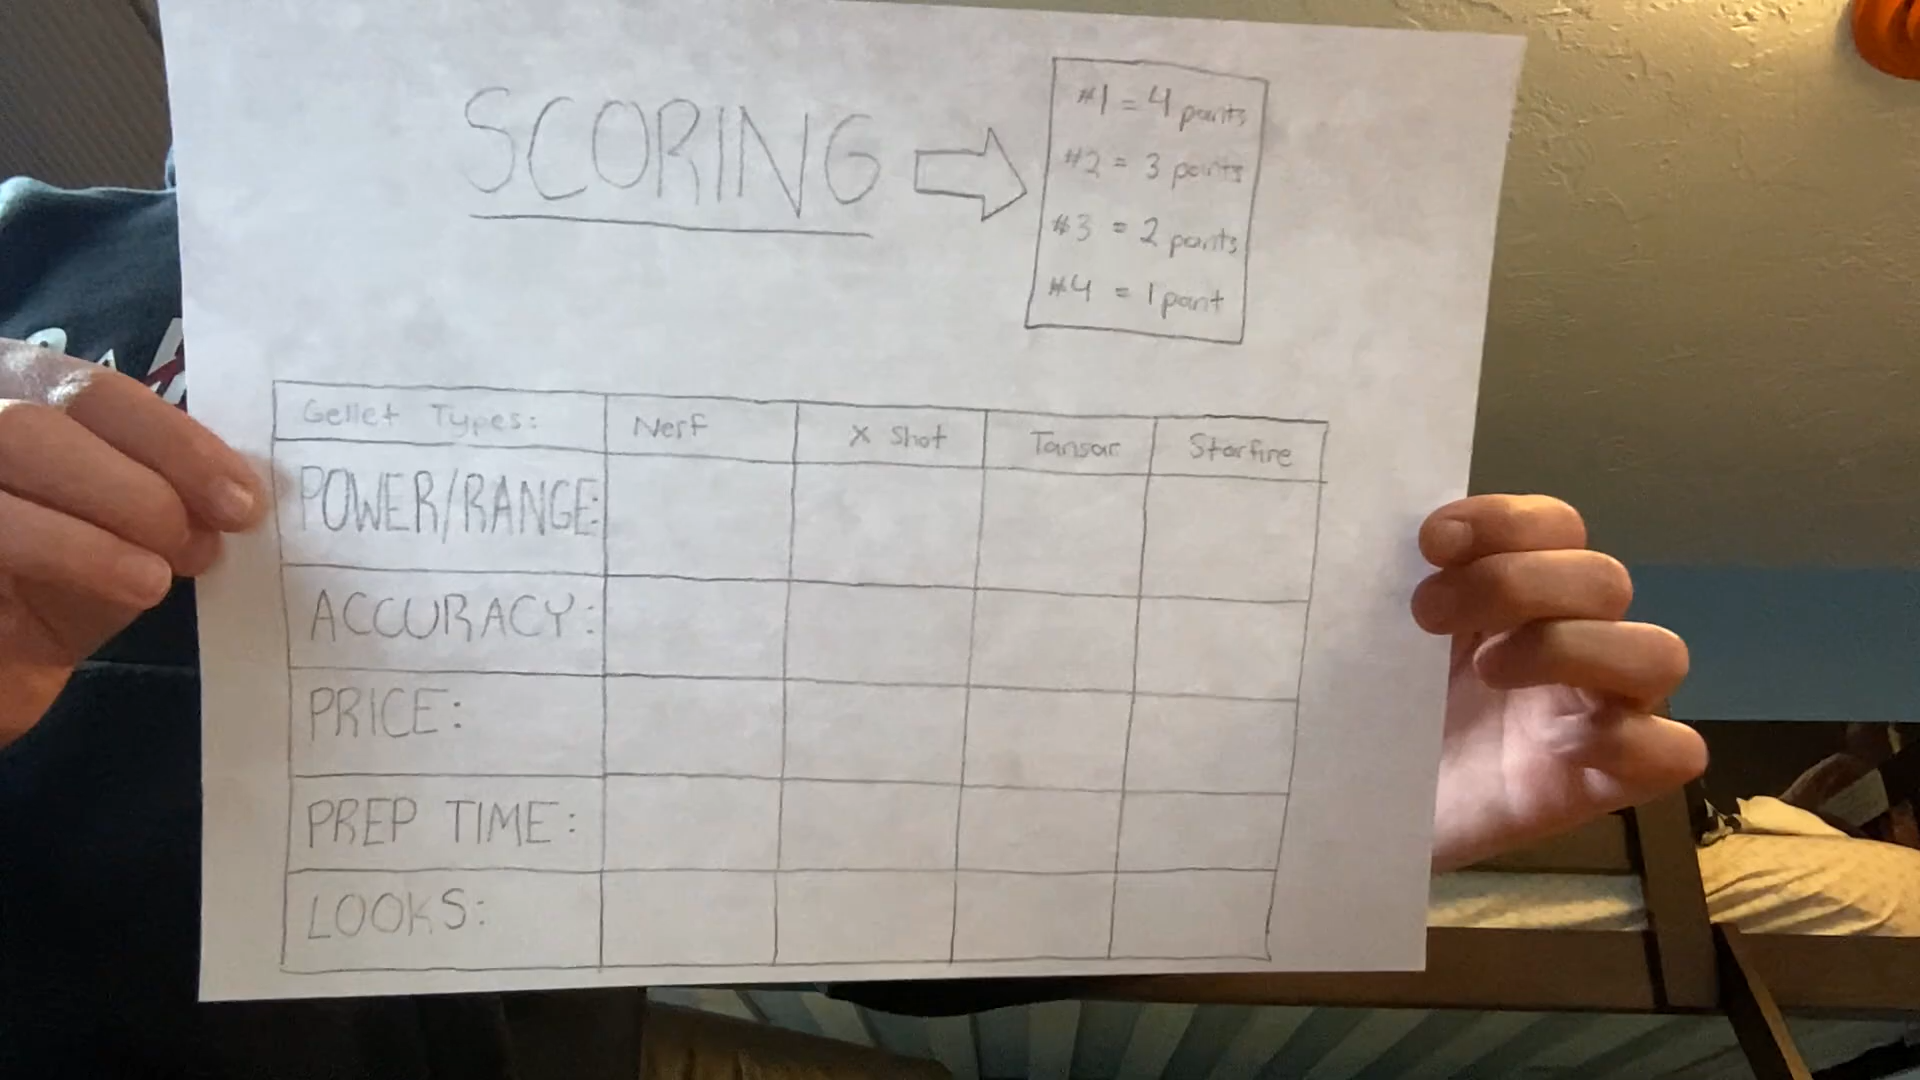 SCORING
#1 = 4 points
#2 = 3 points
#3 = 2 points
#4 = 1 point
Gellet Types: Nerf X Shot Tansar Starfire
POWER/RANGE:
ACCURACY:
PRICE:
PREP TIME:
LOOKS: